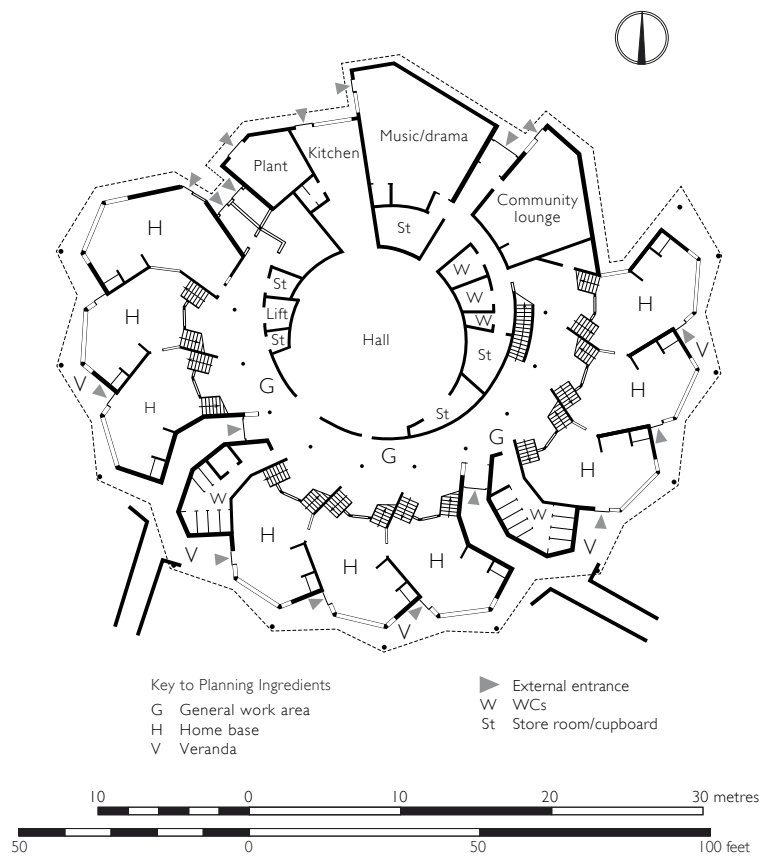 Music/drama
Kitchen
Plant
Community
lounge
St
H
W
St
W
Lift
W
H
H
St
Hall
St
V
G
H
V
H
St
G
G
H
W
W
H
H
H
V
V
V
Key to Planning Ingredients
G General work area
H Home base
V Veranda
External entrance
W WCs
St Store room/cupboard
10 0 10 20 30 metres
50 0 50 100 feet